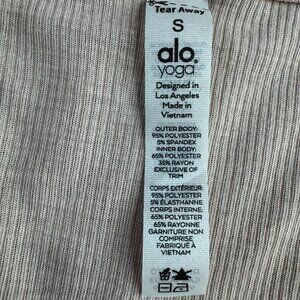 Tear Away
S
alo
yoga
Designed in
Los Angeles
Made in
Vietnam
OUTER BODY:
95% POLYESTER
5% SPANDEX
INNER BODY:
65% POLYESTER
35% RAYON
EXCLUSIVE OF
TRIM
CORPS EXTÉRIEUR:
95% POLYESTER
5% ÉLASTHANNE
CORPS INTERNE:
65% POLYESTER
65% RAYONNE
GARNITURE NON
COMPRISE
FABRIQUÉ À
VIETNAM